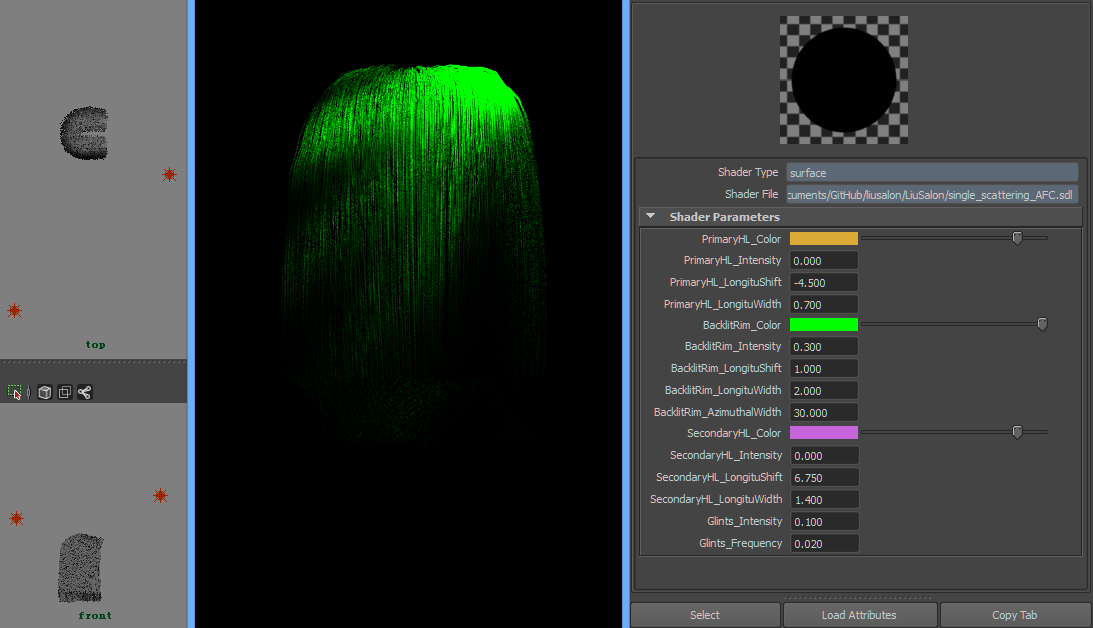 top
front
Shader Type surface
Shader File cuments/GitHub/liusalon/LiuSalon/single_scattering_AFC.sdl
Shader Parameters
PrimaryHL_Color
PrimaryHL_Intensity 0.000
PrimaryHL_LongituShift -4.500
PrimaryHL_LongituWidth 0.700
BacklitRim_Color
BacklitRim_Intensity 0.300
BacklitRim_LongituShift 1.000
BacklitRim_LongituWidth 2.000
BacklitRim_AzimuthalWidth 30.000
SecondaryHL_Color
SecondaryHL_Intensity 0.000
SecondaryHL_LongituShift 6.750
SecondaryHL_LongituWidth 1.400
Glints_Intensity 0.100
Glints_Frequency 0.020
Select Load Attributes Copy Tab